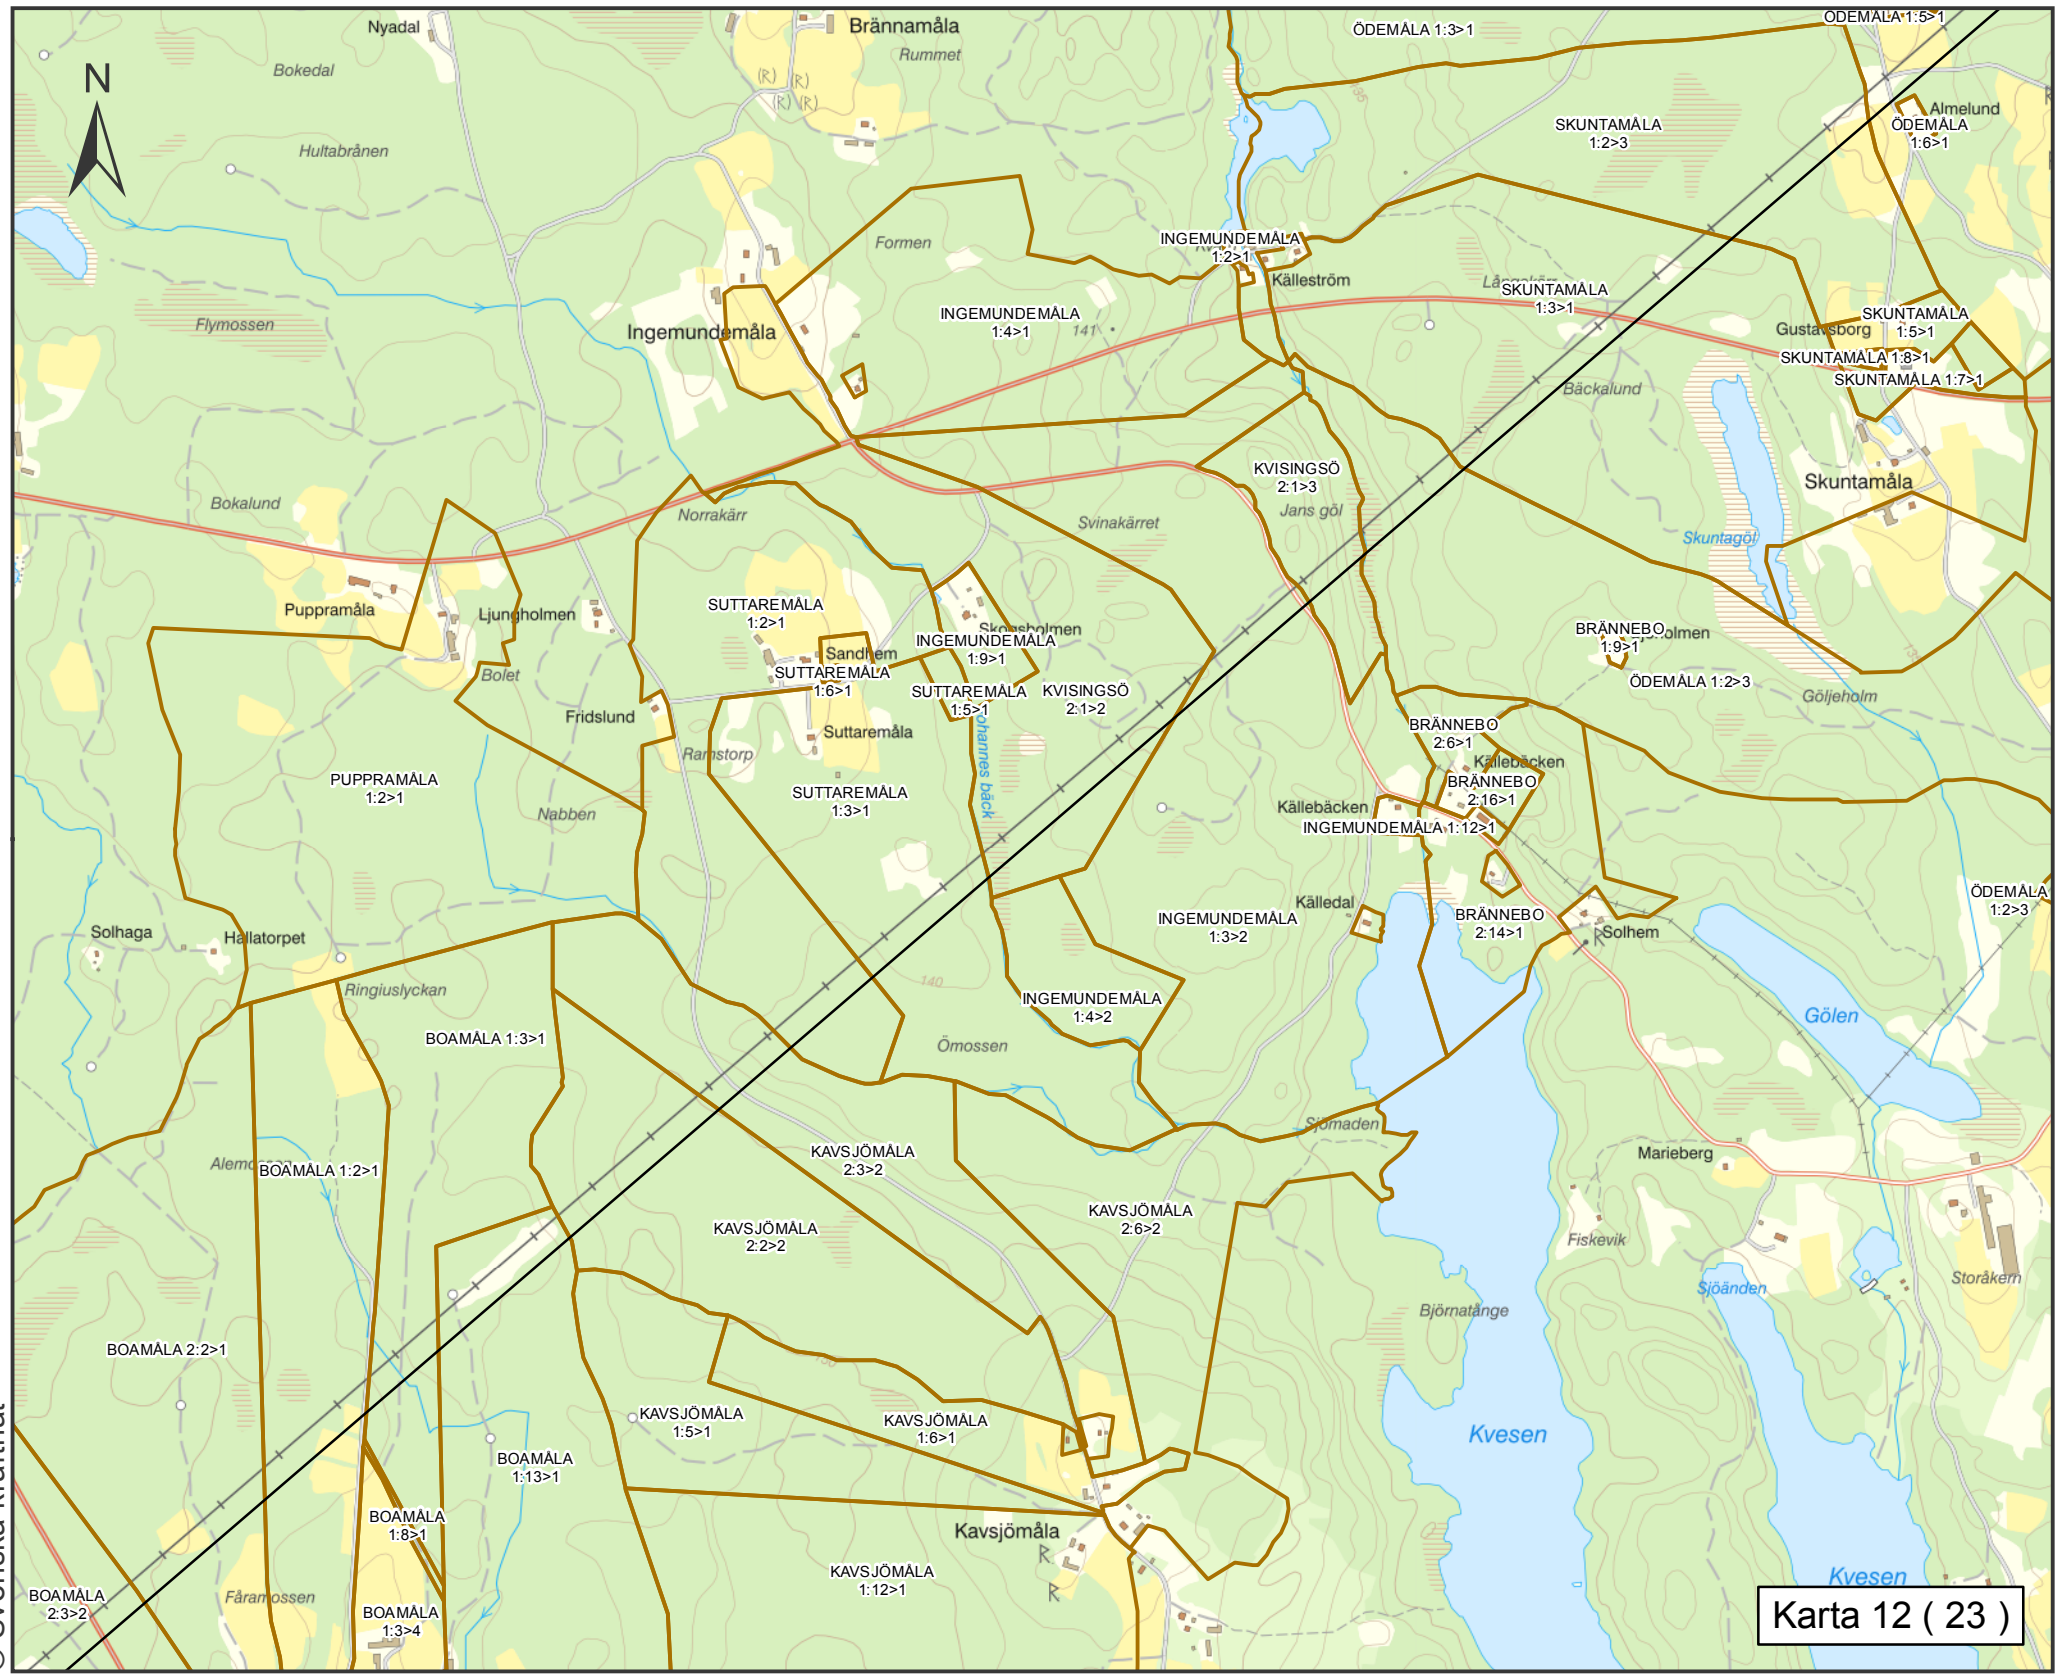 Nyadal
Brännamåla
Rummet
ÖDEMÅLA 1:3>1
ÖDEMÅLA 1:5>1
Bokedal
N
(R) (R)
(R) (R)
135
Almelund
ÖDEMÅLA
1:6>1
SKUNTAMÅLA
1:2>3
Hultabrånen
Formen
INGEMUNDEMÅLA
1:2>1
Källeström
SKUNTAMÅLA
1:3>1
Flymossen
Ingemundemåla
INGEMUNDEMÅLA
1:4>1
141
SKUNTAMÅLA
1:5>1
Gustavsborg
SKUNTAMÅLA 1:8>1
SKUNTAMÅLA 1:7>1
Bäckalund
KVISINGSÖ
2:1>3
Jans göl
Skuntamåla
Bokalund
Norrakärr
Svinakärret
Skuntagöl
Puppramåla
Ljungholmen
SUTTAREMÅLA
1:2>1
Skogsholmen
INGEMUNDEMÅLA
1:9>1
BRÄNNEBO
1:9>1
Sandhem
SUTTAREMÅLA
1:6>1
SUTTAREMÅLA
1:5>1
KVISINGSÖ
2:1>2
ÖDEMÅLA 1:2>3
Göljeholm
135
Bolet
Fridslund
Suttaremåla
Ramstorp
BRÄNNEBO
2:6>1
Källebäcken
BRÄNNEBO
2:16>1
PUPPRAMÅLA
1:2>1
SUTTAREMÅLA
1:3>1
Nabben
Källebäcken
INGEMUNDEMÅLA 1:12>1
ÖDEMÅLA
1:2>3
Källedal
INGEMUNDEMÅLA
1:3>2
BRÄNNEBO
2:14>1
Solhem
Solhaga
Hallatorpet
Ringiuslyckan
140
INGEMUNDEMÅLA
1:4>2
Gölen
BOAMÅLA 1:3>1
Ömossen
Sjömaden
Marieberg
BOAMÅLA 1:2>1
KAVSJÖMÅLA
2:3>2
KAVSJÖMÅLA
2:2>2
KAVSJÖMÅLA
2:6>2
Fiskevik
Sjöänden
Storåkern
Björnatånge
BOAMÅLA 2:2>1
KAVSJÖMÅLA
1:5>1
KAVSJÖMÅLA
1:6>1
Kvesen
BOAMÅLA
1:13>1
BOAMÅLA
1:8>1
Kavsjömåla
KAVSJÖMÅLA
1:12>1
Kvesen
Fåramossen
BOAMÅLA
2:3>2
BOAMÅLA
1:3>4
Karta 12 ( 23 )